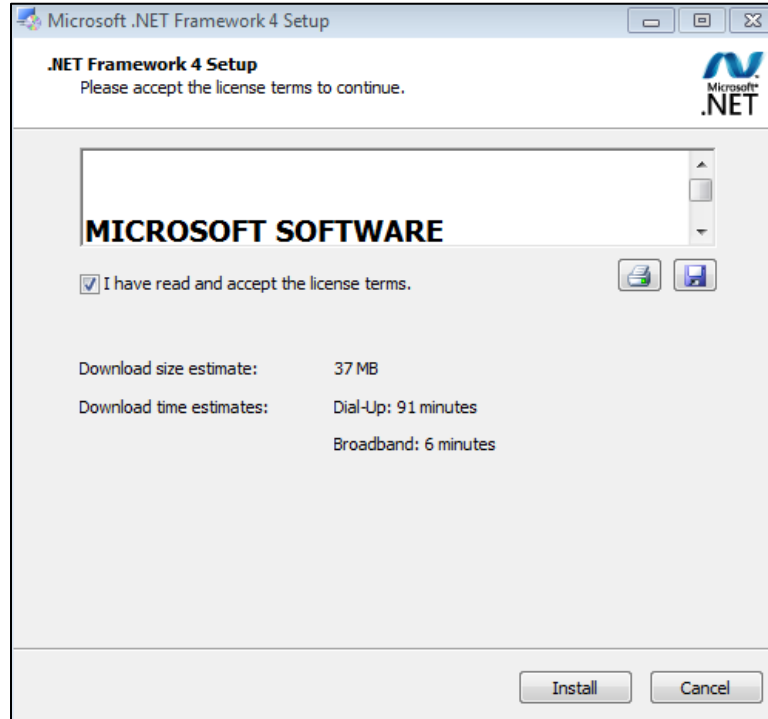 Microsoft .NET Framework 4 Setup
.NET Framework 4 Setup
Please accept the license terms to continue.
Microsoft®
.NET
MICROSOFT SOFTWARE
I have read and accept the license terms.
Download size estimate: 37 MB
Download time estimates: Dial-Up: 91 minutes
Broadband: 6 minutes
Install Cancel